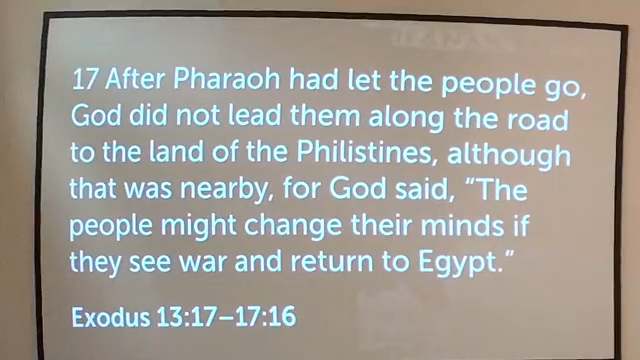 17 After Pharaoh had let the people go,
God did not lead them along the road
to the land of the Philistines, although
that was nearby, for God said, “The
people might change their minds if
they see war and return to Egypt.”
Exodus 13:17–17:16